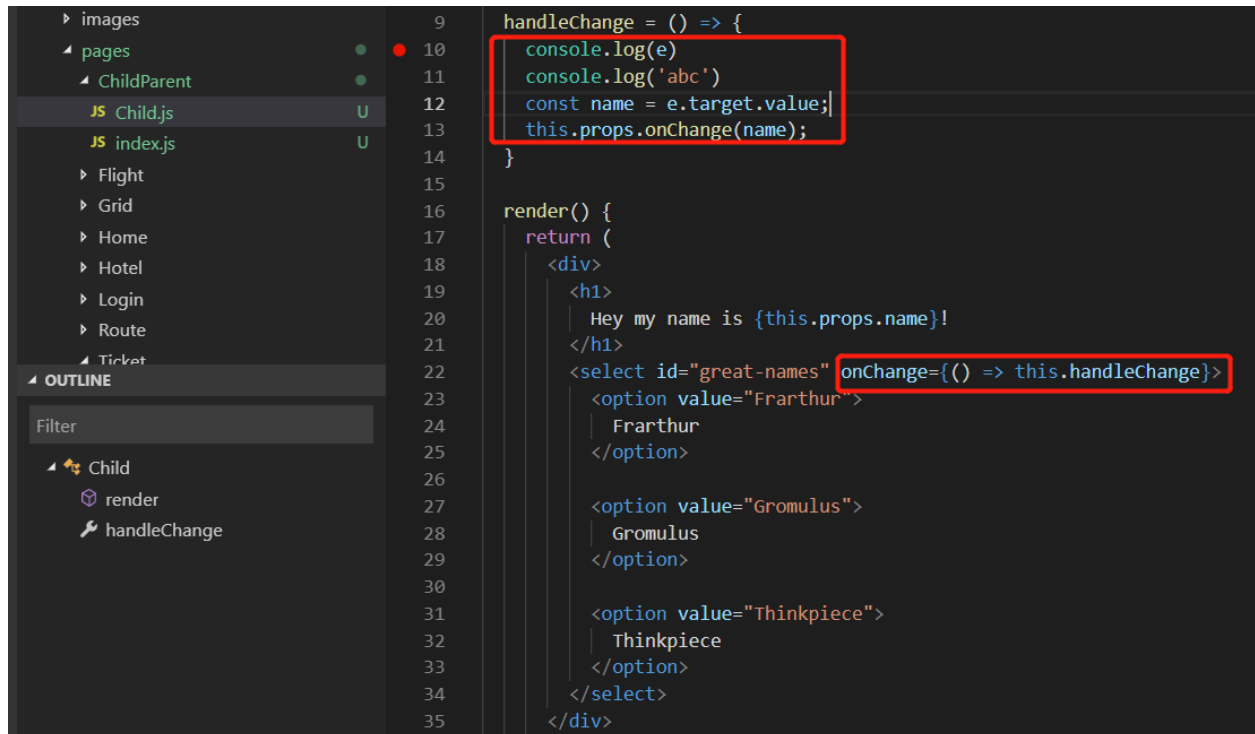 images
pages
ChildParent
JS Child.js U
JS index.js U
Flight
Grid
Home
Hotel
Login
Route
Ticket
OUTLINE
Filter
Child
render
handleChange
9 handleChange = () => {
10 console.log(e)
11 console.log('abc')
12 const name = e.target.value;
13 this.props.onChange(name);
14 }
15
16 render() {
17 return (
18 <div>
19 <h1>
20 Hey my name is {this.props.name}!
21 </h1>
22 <select id="great-names" onChange={() => this.handleChange}>
23 <option value="Frarthur">
24 Frarthur
25 </option>
26
27 <option value="Gromulus">
28 Gromulus
29 </option>
30
31 <option value="Thinkpiece">
32 Thinkpiece
33 </option>
34 </select>
35 </div>